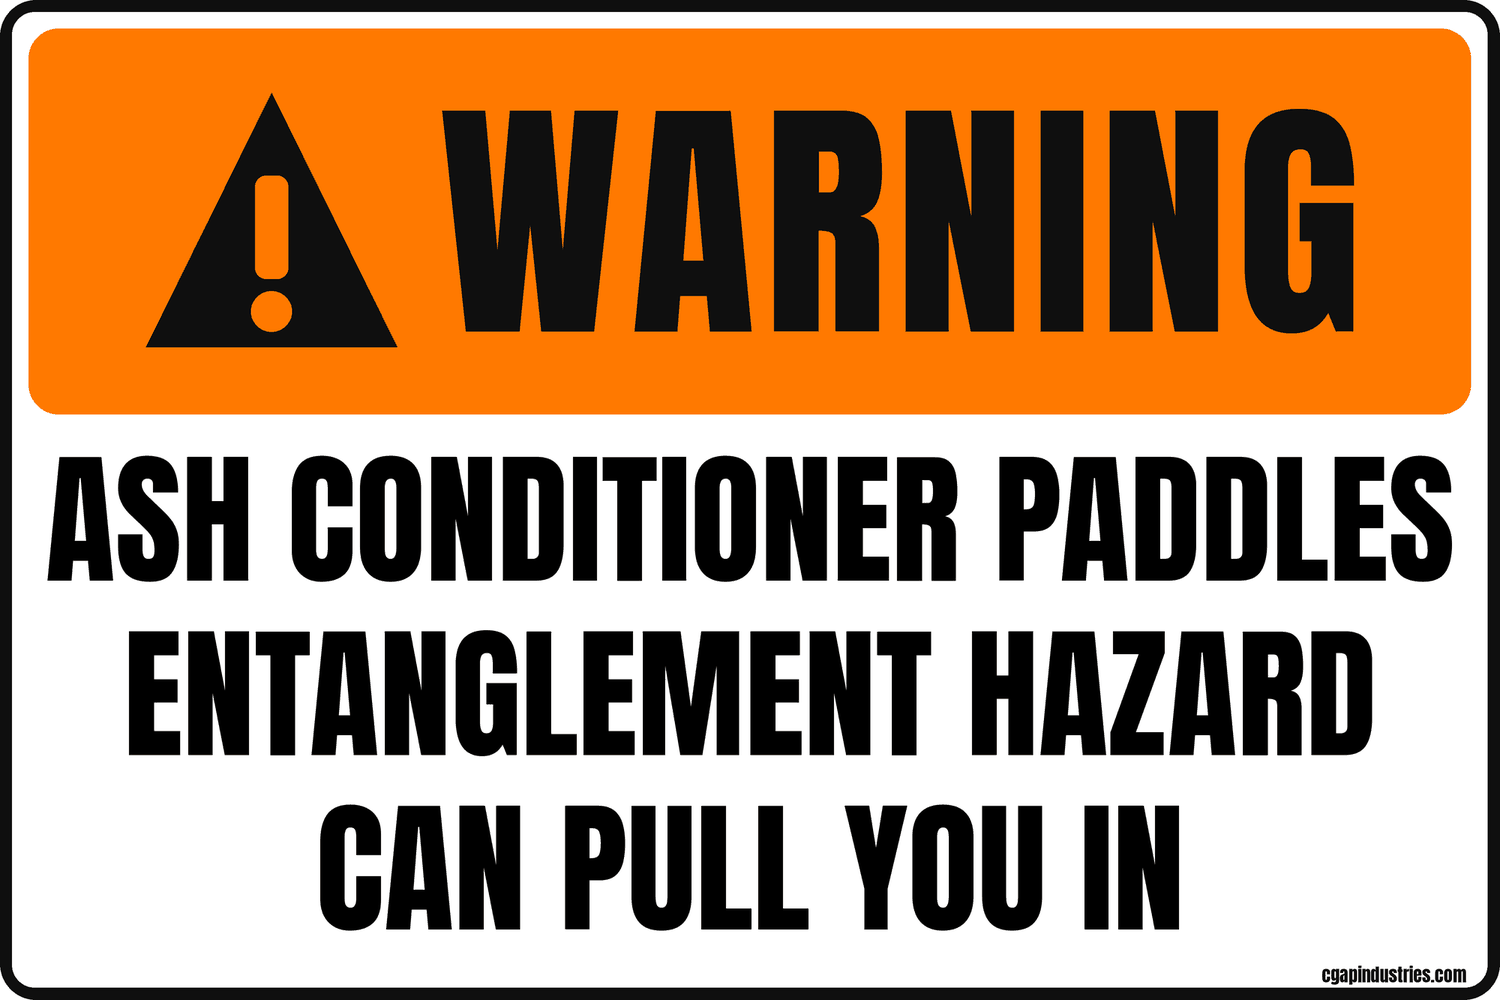 WARNING
ASH CONDITIONER PADDLES
ENTANGLEMENT HAZARD
CAN PULL YOU IN
cgapindustries.com